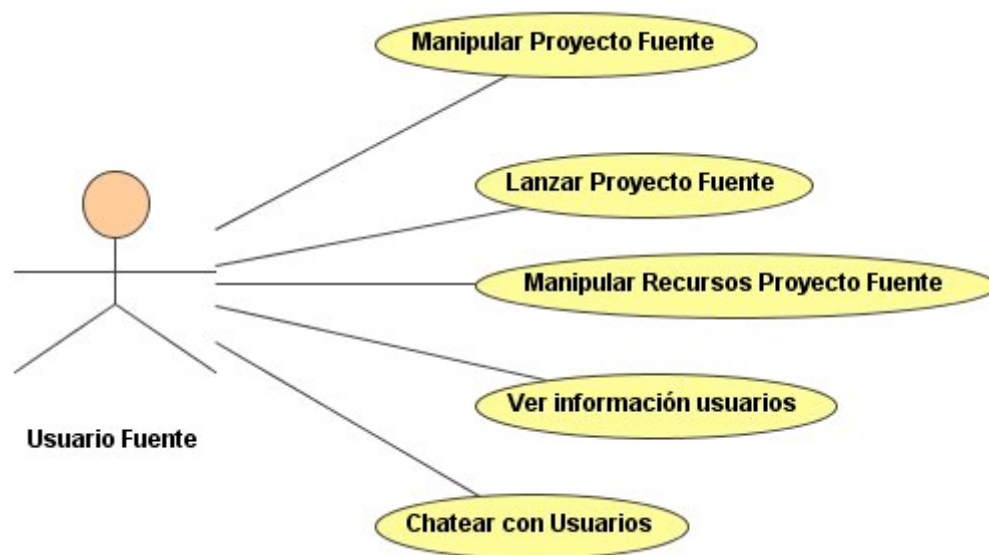 Manipular Proyecto Fuente
Lanzar Proyecto Fuente
Manipular Recursos Proyecto Fuente
Ver información usuarios
Usuario Fuente
Chatear con Usuarios